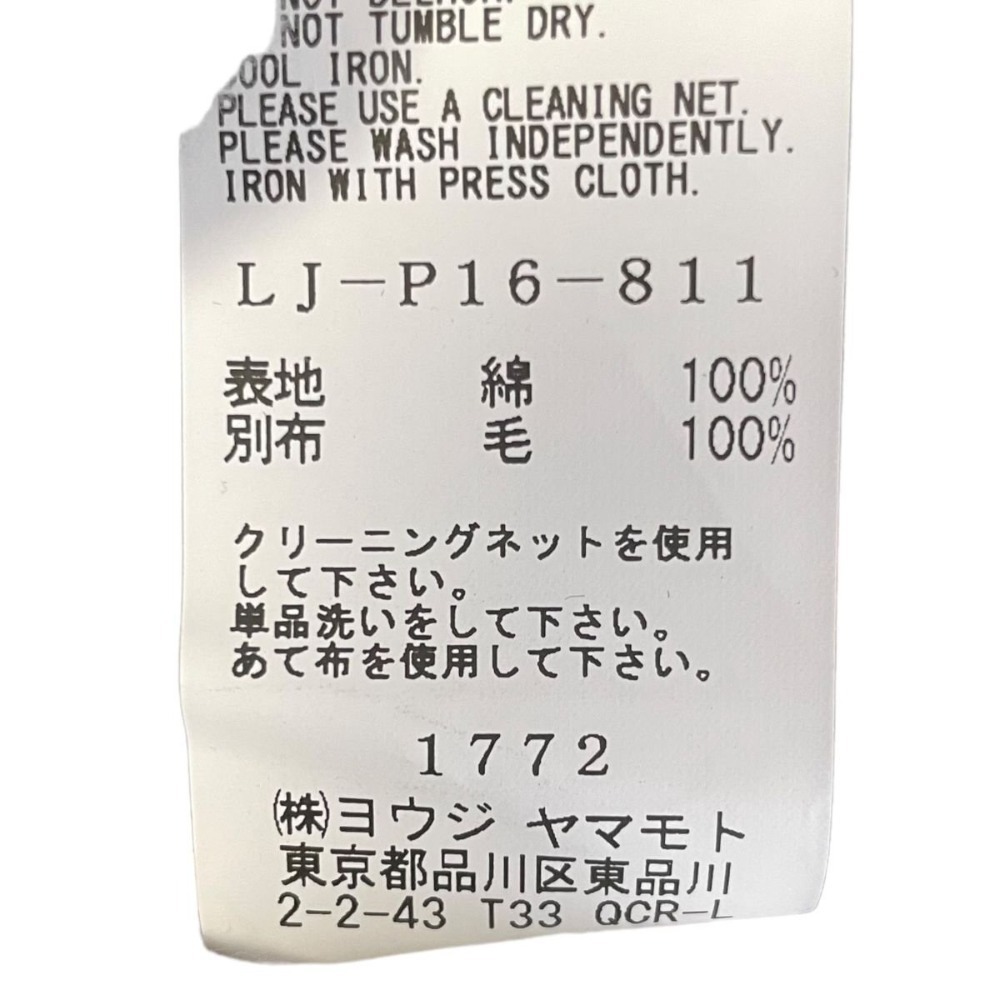 NOT TUMBLE DRY.
OOL IRON.
PLEASE USE A CLEANING NET.
PLEASE WASH INDEPENDENTLY.
IRON WITH PRESS CLOTH.
LJ-P16-811
表地 綿 100%
別布 毛 100%
クリーニングネットを使用
して下さい。
単品洗いをして下さい。
あて布を使用して下さい。
1772
㈱ヨウジ ヤマモト
東京都品川区東品川
2-2-43 T33 QCR-L